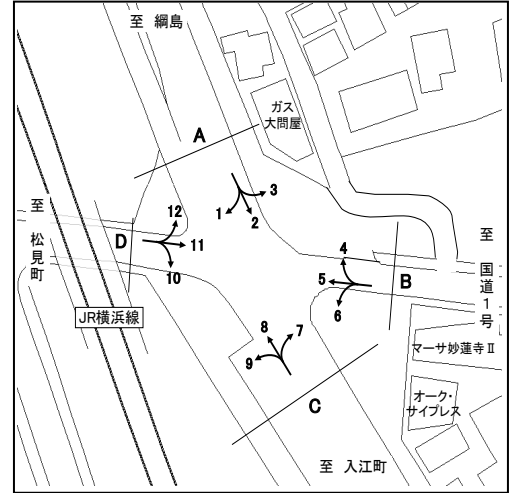 至 綱島
ガス
大問屋
A
3
1
2
12
11
10
D
至
松見町
JR横浜線
4
5
6
B
至
国道1号
8
7
9
C
マーサ妙蓮寺Ⅱ
オーク・
サイプレス
至 入江町